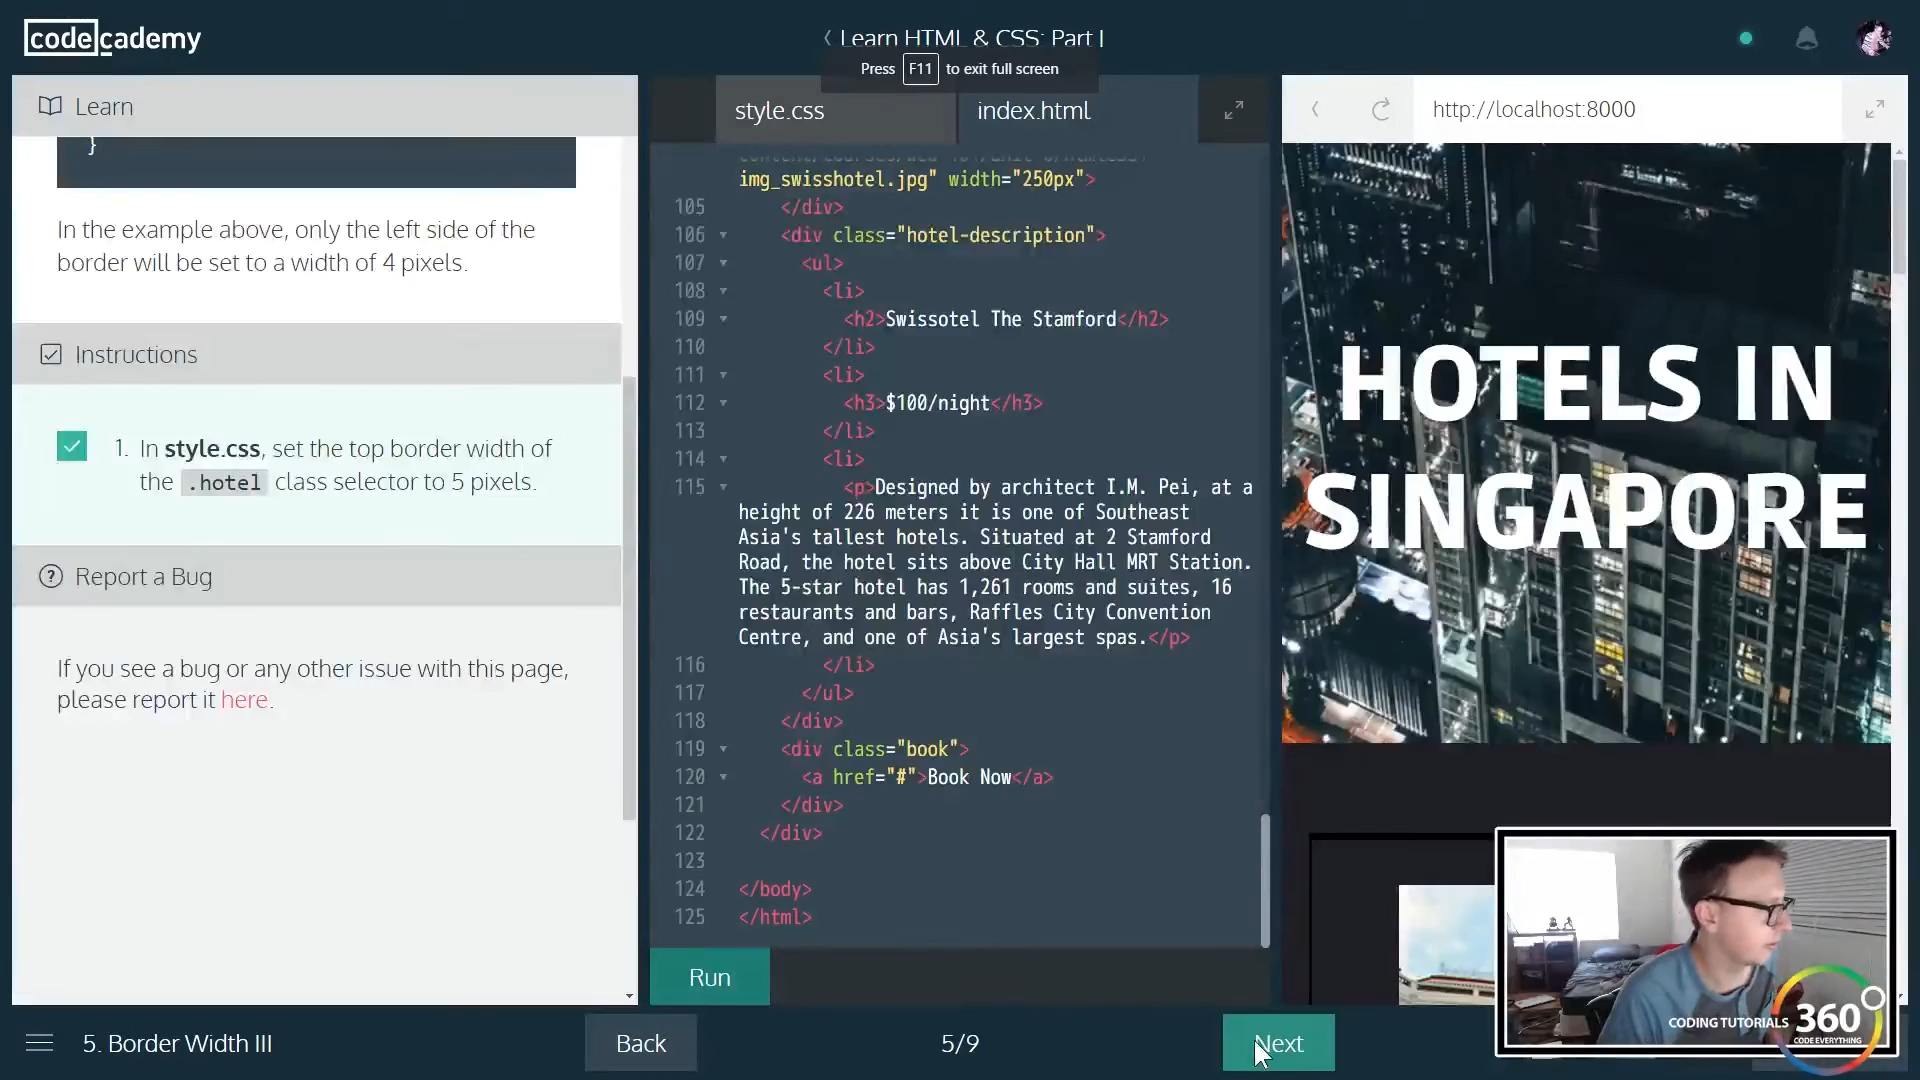 codecademy
Learn HTML & CSS: Part I
Press F11 to exit full screen
Learn
}
In the example above, only the left side of the
border will be set to a width of 4 pixels.
Instructions
1. In style.css, set the top border width of
the .hotel class selector to 5 pixels.
Report a Bug
If you see a bug or any other issue with this page,
please report it here.
style.css
index.html
img_swisshotel.jpg" width="250px">
105 </div>
106 <div class="hotel-description">
107 <ul>
108 <li>
109 <h2>Swissotel The Stamford</h2>
110 </li>
111 <li>
112 <h3>$100/night</h3>
113 </li>
114 <li>
115 <p>Designed by architect I.M. Pei, at a
height of 226 meters it is one of Southeast
Asia's tallest hotels. Situated at 2 Stamford
Road, the hotel sits above City Hall MRT Station.
The 5-star hotel has 1,261 rooms and suites, 16
restaurants and bars, Raffles City Convention
Centre, and one of Asia's largest spas.</p>
116 </li>
117 </ul>
118 </div>
119 <div class="book">
120 <a href="#">Book Now</a>
121 </div>
122 </div>
123
124 </body>
125 </html>
Run
http://localhost:8000
HOTELS IN
SINGAPORE
CODING TUTORIALS 360
CODE EVERYTHING
5. Border Width III
Back
5/9
Next